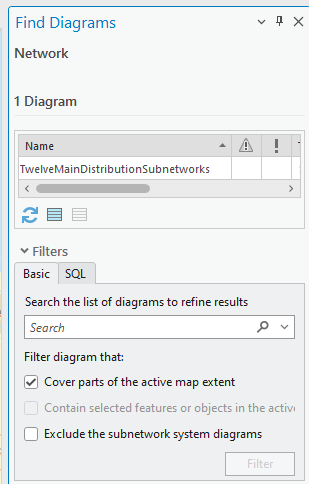 Find Diagrams
Network
1 Diagram
Name
TwelveMainDistributionSubnetworks
Filters
Basic SQL
Search the list of diagrams to refine results
Search
Filter diagram that:
Cover parts of the active map extent
Contain selected features or objects in the active
Exclude the subnetwork system diagrams
Filter